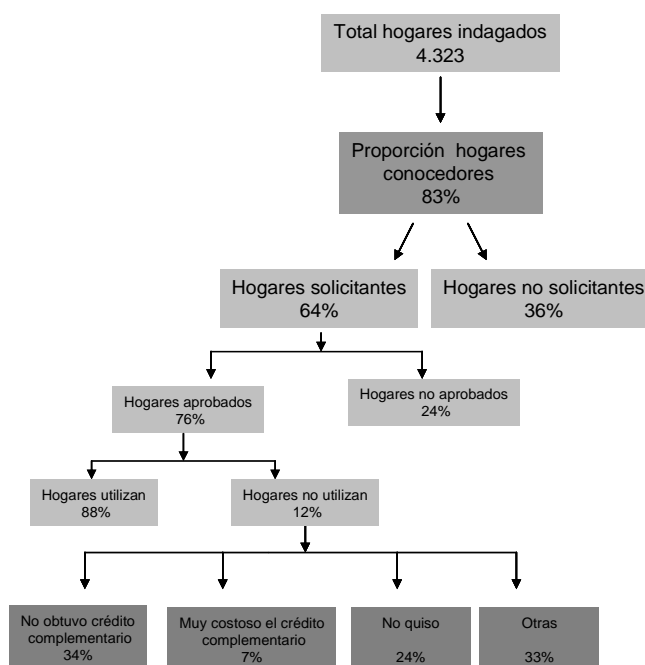 Total hogares indagados
4.323
Proporción hogares
conocedores
83%
Hogares solicitantes
64%
Hogares no solicitantes
36%
Hogares aprobados
76%
Hogares no aprobados
24%
Hogares utilizan
88%
Hogares no utilizan
12%
No obtuvo crédito
complementario
34%
Muy costoso el crédito
complementario
7%
No quiso
24%
Otras
33%